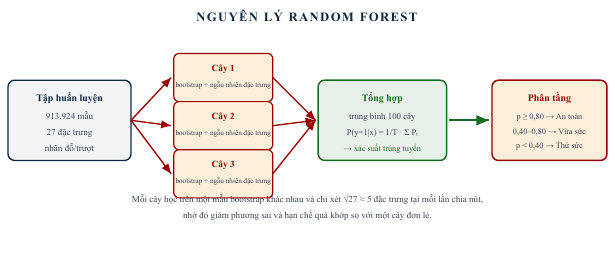 NGUYÊN LÝ RANDOM FOREST
Tập huấn luyện
913.924 mẫu
27 đặc trưng
nhãn đỗ/trượt
Cây 1
bootstrap + ngẫu nhiên đặc trưng
Cây 2
bootstrap + ngẫu nhiên đặc trưng
Cây 3
bootstrap + ngẫu nhiên đặc trưng
Tổng hợp
trung bình 100 cây
P(y=1|x) = 1/T · Σ Pᵢ
→ xác suất trúng tuyển
Phân tầng
p ≥ 0,80 → An toàn
0,40–0,80 → Vừa sức
p < 0,40 → Thử sức
Mỗi cây học trên một mẫu bootstrap khác nhau và chỉ xét √27 ≈ 5 đặc trưng tại mỗi lần chia nút,
nhờ đó giảm phương sai và hạn chế quá khớp so với một cây đơn lẻ.